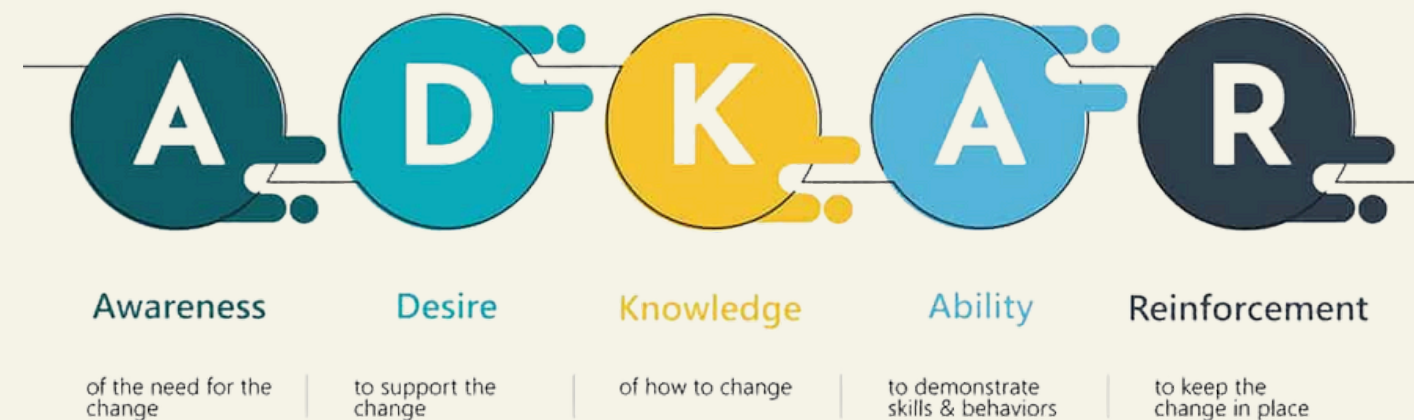 A D K A R
Awareness Desire Knowledge Ability Reinforcement
of the need for the
change
to support the
change
of how to change
to demonstrate
skills & behaviors
to keep the
change in place